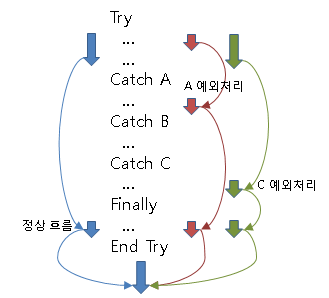 Try
...
Catch A
A 예외처리
...
Catch B
...
Catch C
...
C 예외처리
Finally
정상 흐름
...
End Try